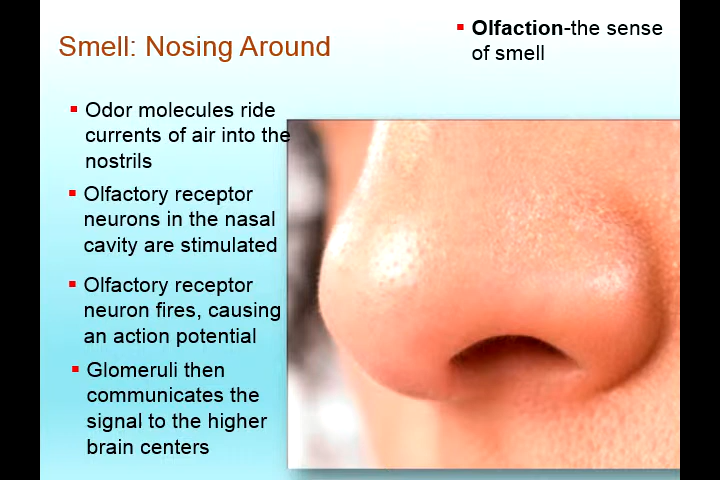 Smell: Nosing Around
▪ Olfaction-the sense
of smell
▪ Odor molecules ride
currents of air into the
nostrils
▪ Olfactory receptor
neurons in the nasal
cavity are stimulated
▪ Olfactory receptor
neuron fires, causing
an action potential
▪ Glomeruli then
communicates the
signal to the higher
brain centers